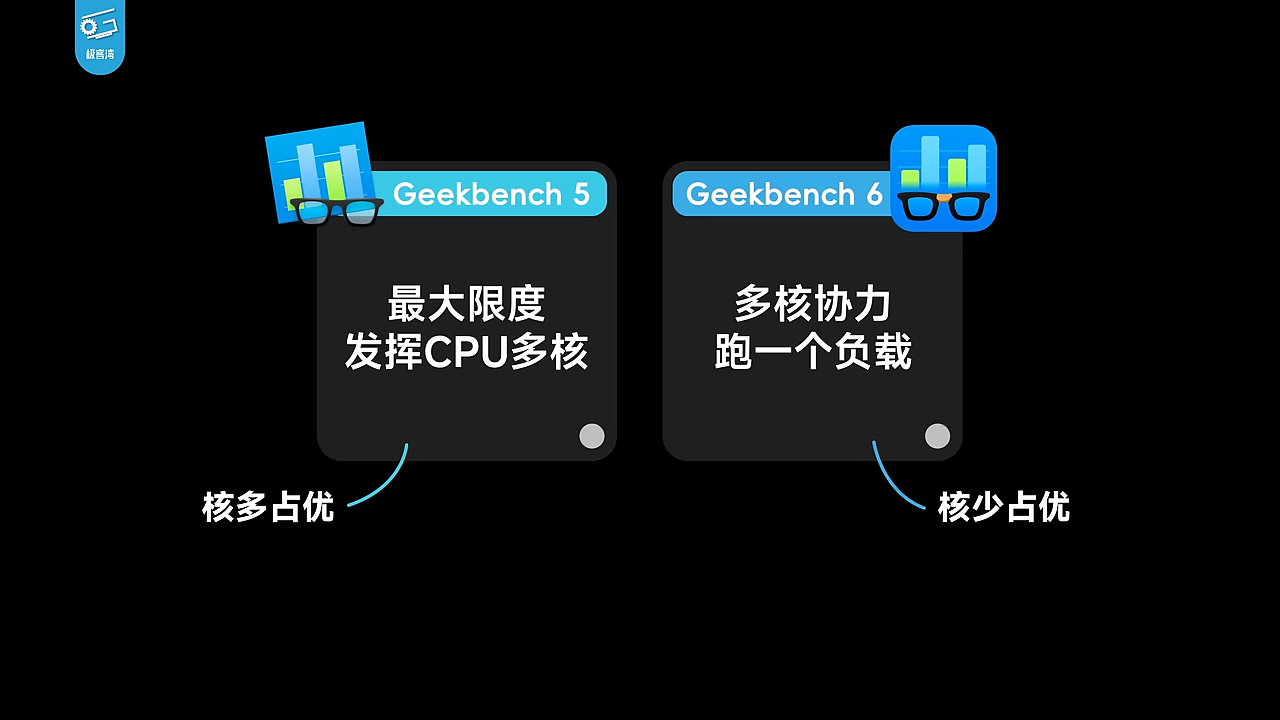 极客湾
Geekbench 5
最大限度
发挥CPU多核
核多占优
Geekbench 6
多核协力
跑一个负载
核少占优